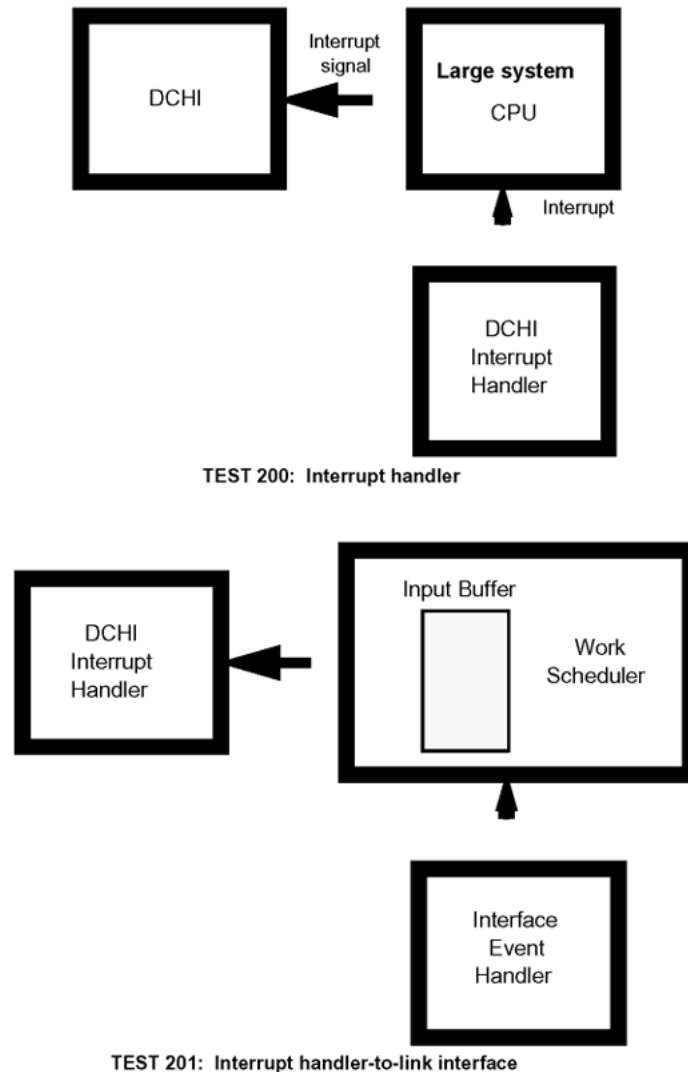 DCHI
Interrupt
signal
Large system
CPU
Interrupt
DCHI
Interrupt
Handler
TEST 200: Interrupt handler
DCHI
Interrupt
Handler
Input Buffer
Work
Scheduler
Interface
Event
Handler
TEST 201: Interrupt handler-to-link interface